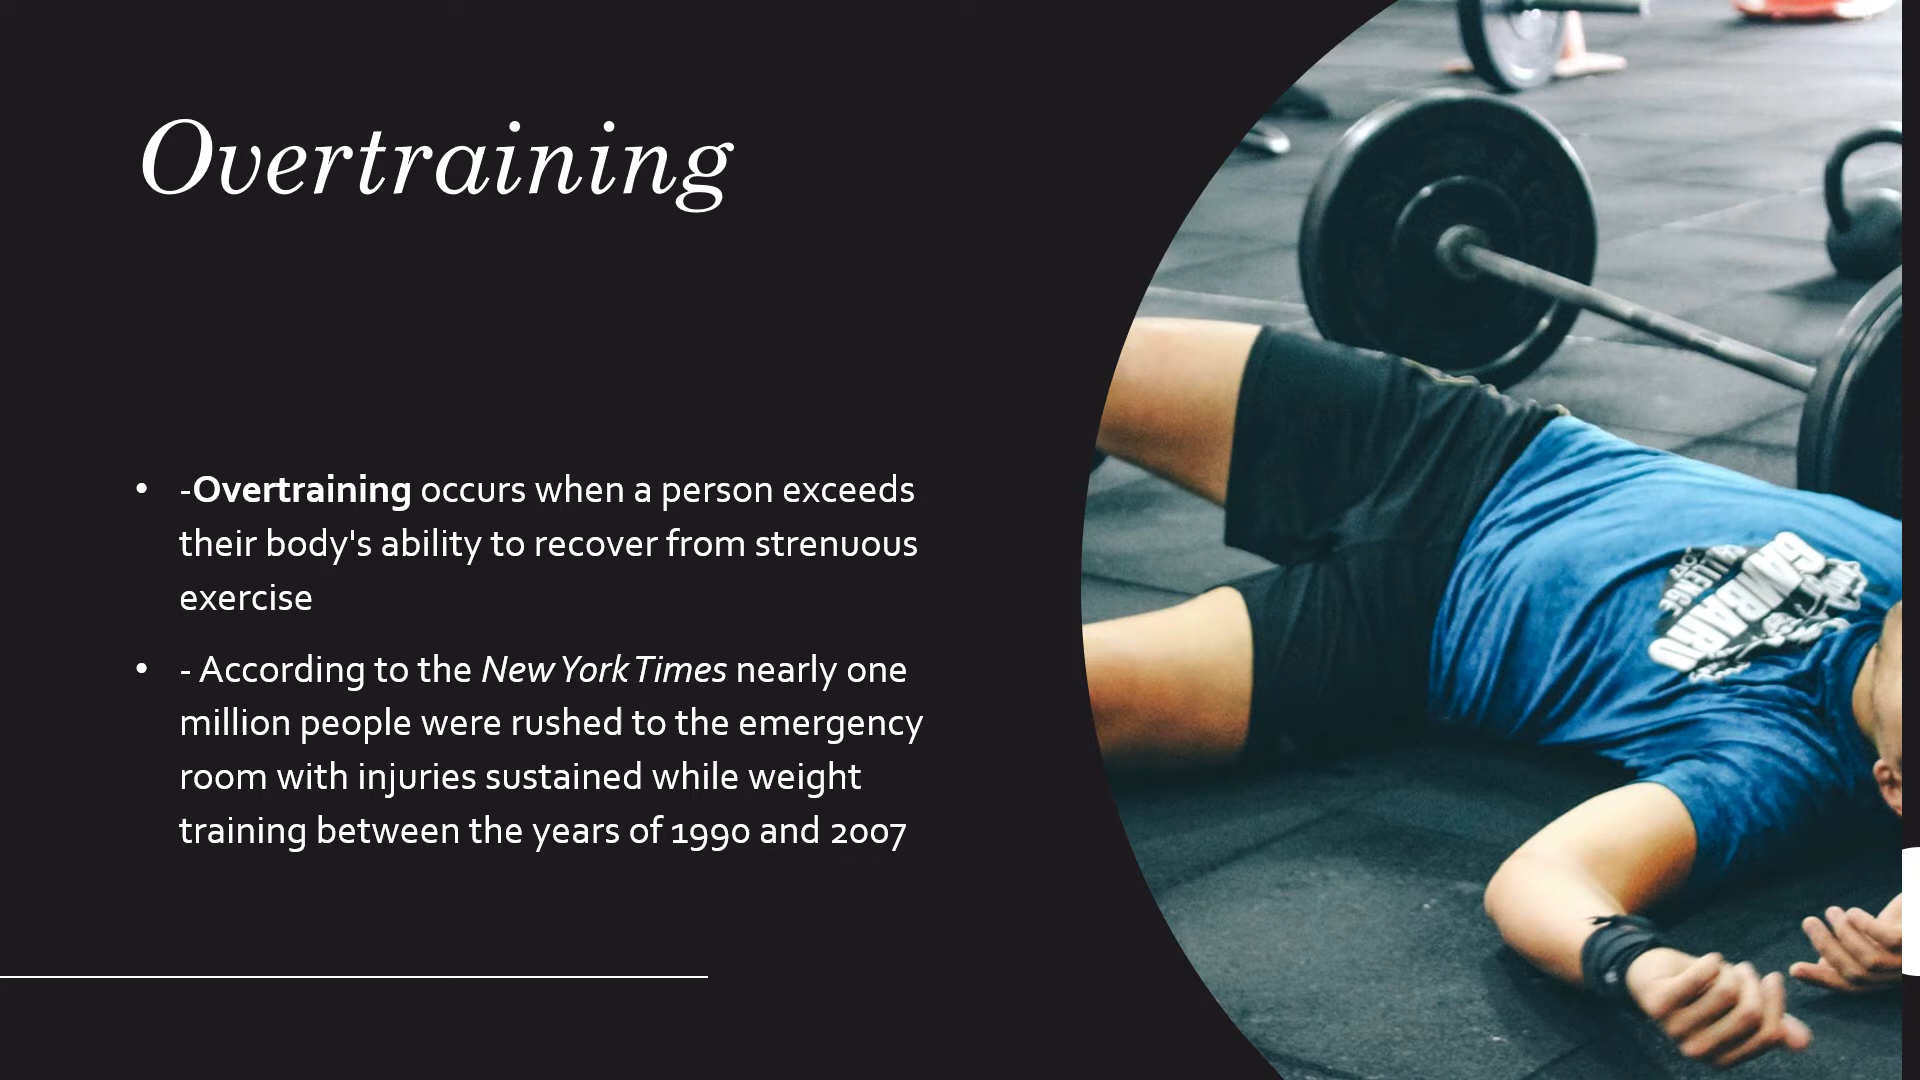 Overtraining
• -Overtraining occurs when a person exceeds
their body's ability to recover from strenuous
exercise
• - According to the New York Times nearly one
million people were rushed to the emergency
room with injuries sustained while weight
training between the years of 1990 and 2007
GAMBARU